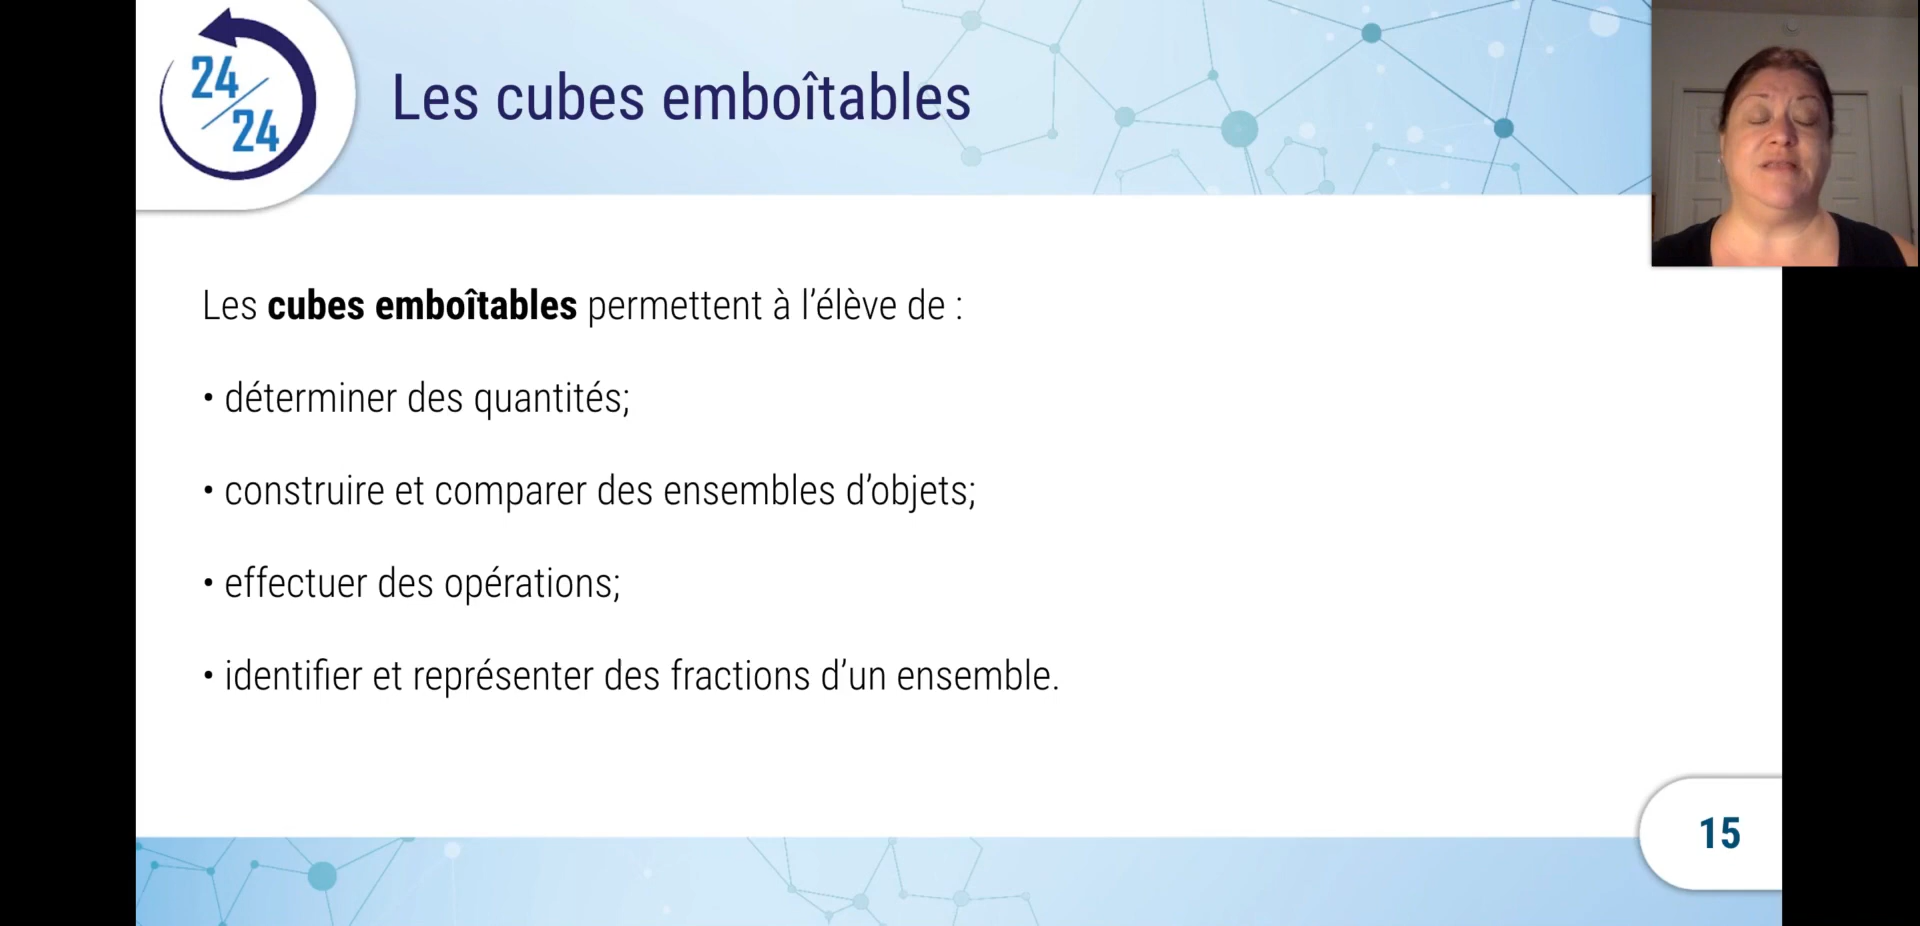 24/24
Les cubes emboîtables
Les cubes emboîtables permettent à l’élève de :
• déterminer des quantités;
• construire et comparer des ensembles d’objets;
• effectuer des opérations;
• identifier et représenter des fractions d’un ensemble.
15